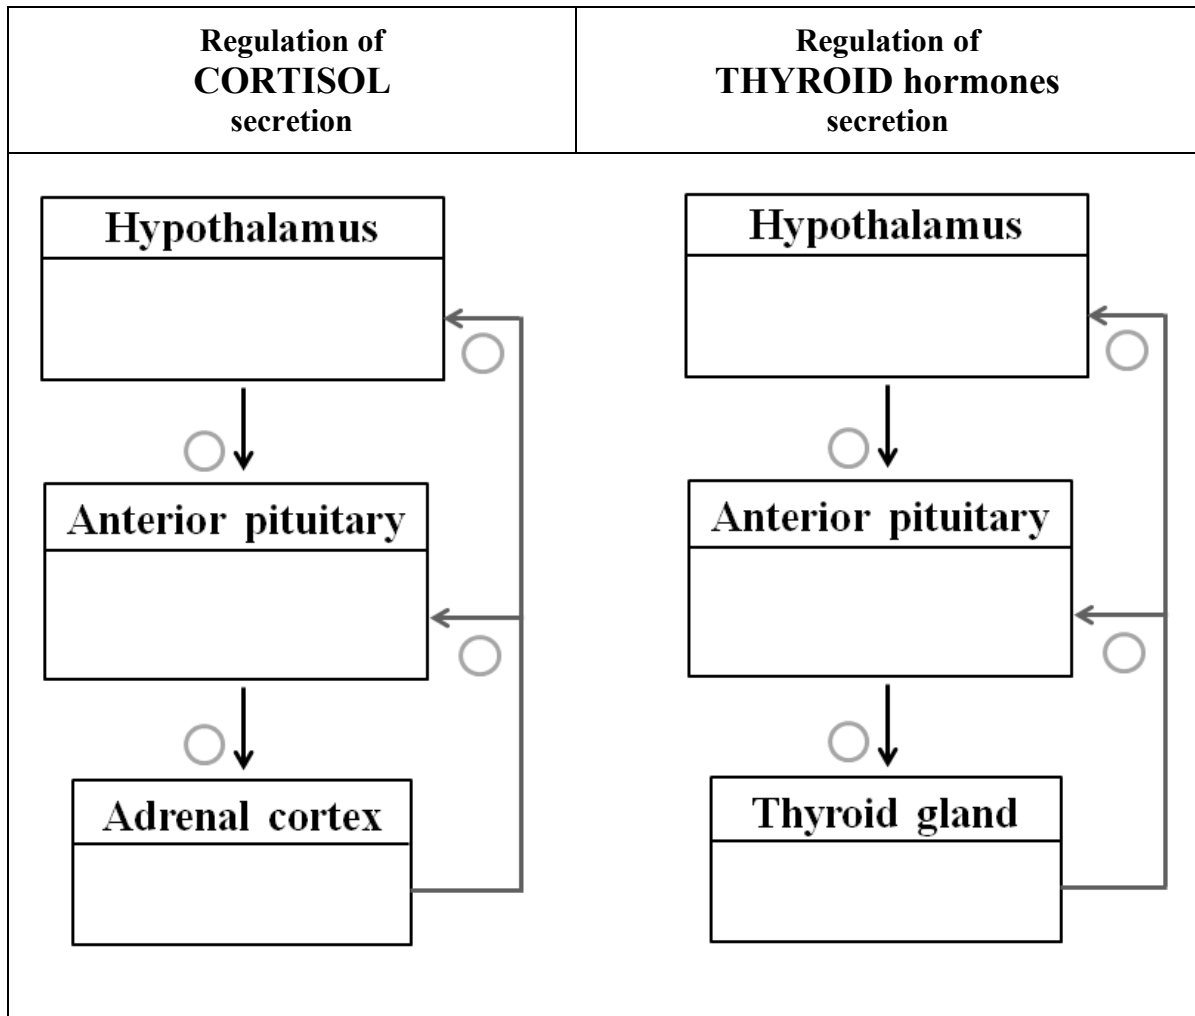 Regulation of
CORTISOL
secretion
Regulation of
THYROID hormones
secretion
Hypothalamus
Anterior pituitary
Adrenal cortex
Hypothalamus
Anterior pituitary
Thyroid gland